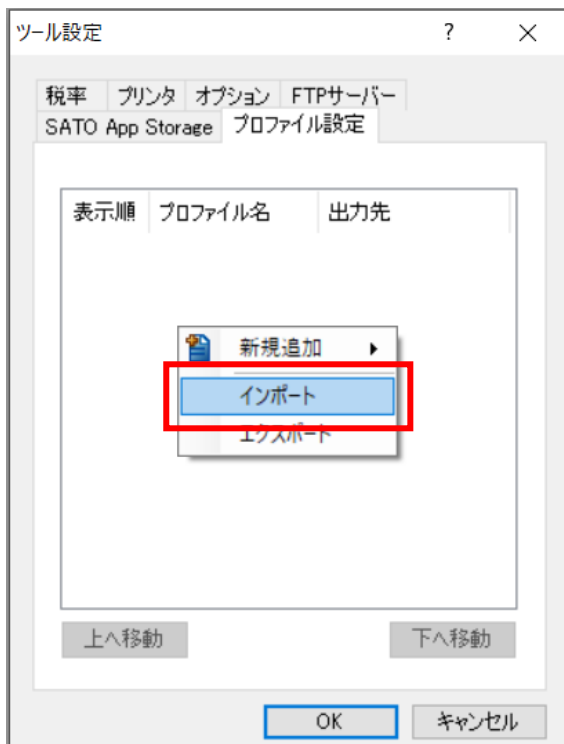 ツール設定 ?
税率 プリンタ オプション FTPサーバー
SATO App Storage プロファイル設定
表示順 プロファイル名 出力先
新規追加
インポート
エクスポート
上へ移動 下へ移動
OK キャンセル